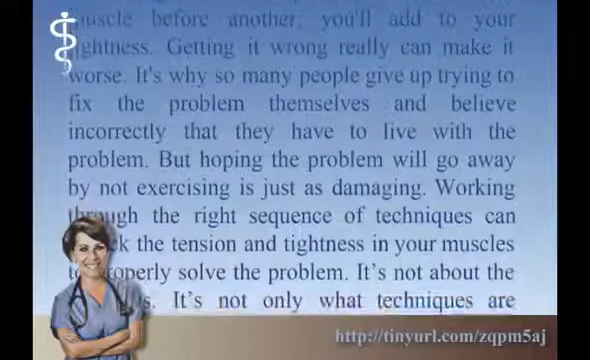 muscle before another, you'll add to your
tightness. Getting it wrong really can make it
worse. It's why so many people give up trying to
fix the problem themselves and believe
incorrectly that they have to live with the
problem. But hoping the problem will go away
by not exercising is just as damaging. Working
through the right sequence of techniques can
the tension and tightness in your muscles
properly solve the problem. It’s not about the
It’s not only what techniques are
http://tinyurl.com/zqpm5aj